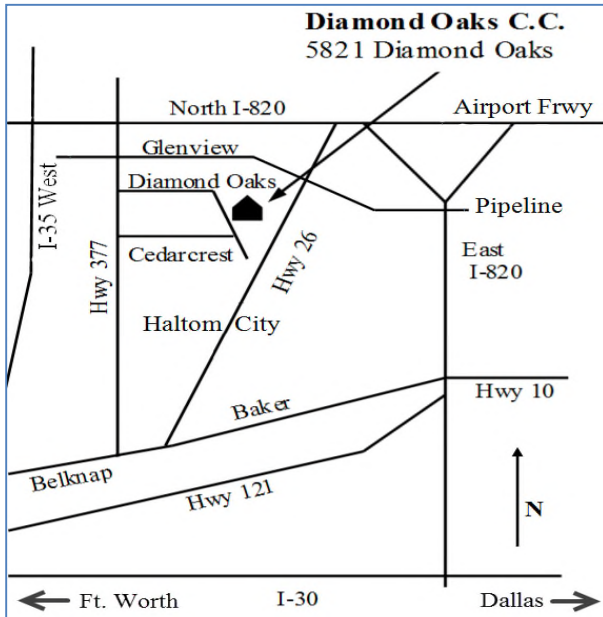 Diamond Oaks C.C.
5821 Diamond Oaks
North I-820
Airport Frwy
Glenview
Diamond Oaks
I-35 West
Hwy 377
Pipeline
Cedarcrest
Hwy 26
East
I-820
Haltom City
Baker
Hwy 10
Belknap
Hwy 121
N
Ft. Worth
I-30
Dallas